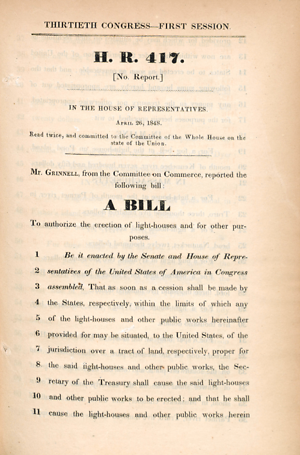 THIRTIETH CONGRESS—FIRST SESSION.
H. R. 417.
[No. Report.]
IN THE HOUSE OF REPRESENTATIVES.
April 26, 1848.
Read twice, and committed to the Committee of the Whole House on the
state of the Union.
Mr. Grinnell, from the Committee on Commerce, reported the
following bill:
A BILL
To authorize the erection of light-houses and for other pur-
poses.
1 Be it enacted by the Senate and House of Repre-
2 sentatives of the United States of America in Congress
3 assembled, That as soon as a cession shall be made by
4 the States, respectively, within the limits of which any
5 of the light-houses and other public works hereinafter
6 provided for may be situated, to the United States, of the
7 jurisdiction over a tract of land, respectively, proper for
8 the said light-houses and other public works, the Sec-
9 retary of the Treasury shall cause the said light-houses
10 and other public works to be erected; and that he shall
11 cause the light-houses and other public works herein